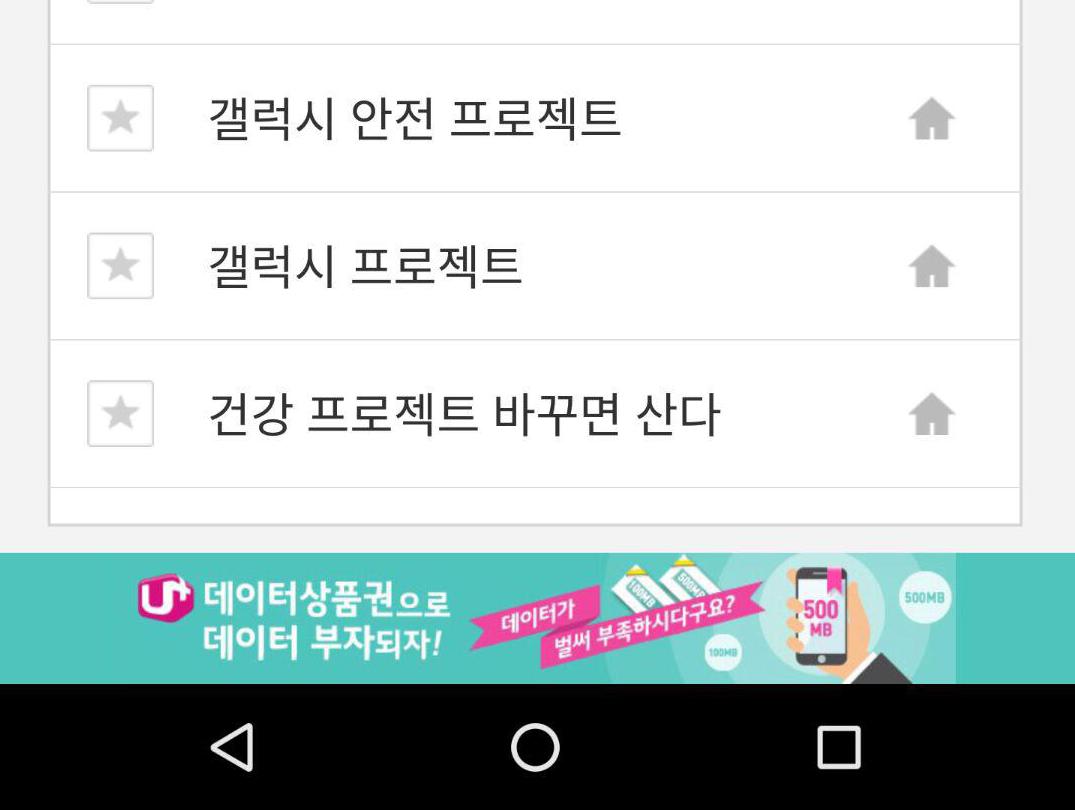 갤럭시 안전 프로젝트
갤럭시 프로젝트
건강 프로젝트 바꾸면 산다
U+ 데이터상품권으로
데이터 부자되자!
데이터가
벌써 부족하시다구요?
100MB
500MB
500
MB
500MB
100MB